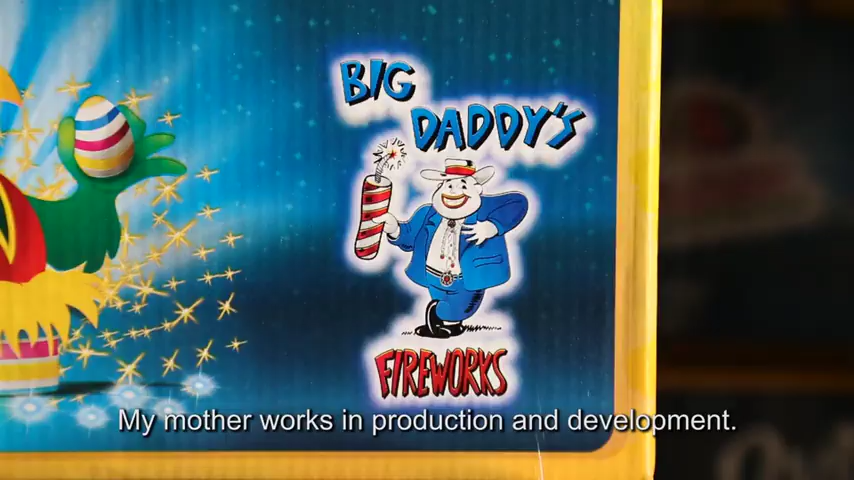 BIG
DADDY'S
FIREWORKS
My mother works in production and development.